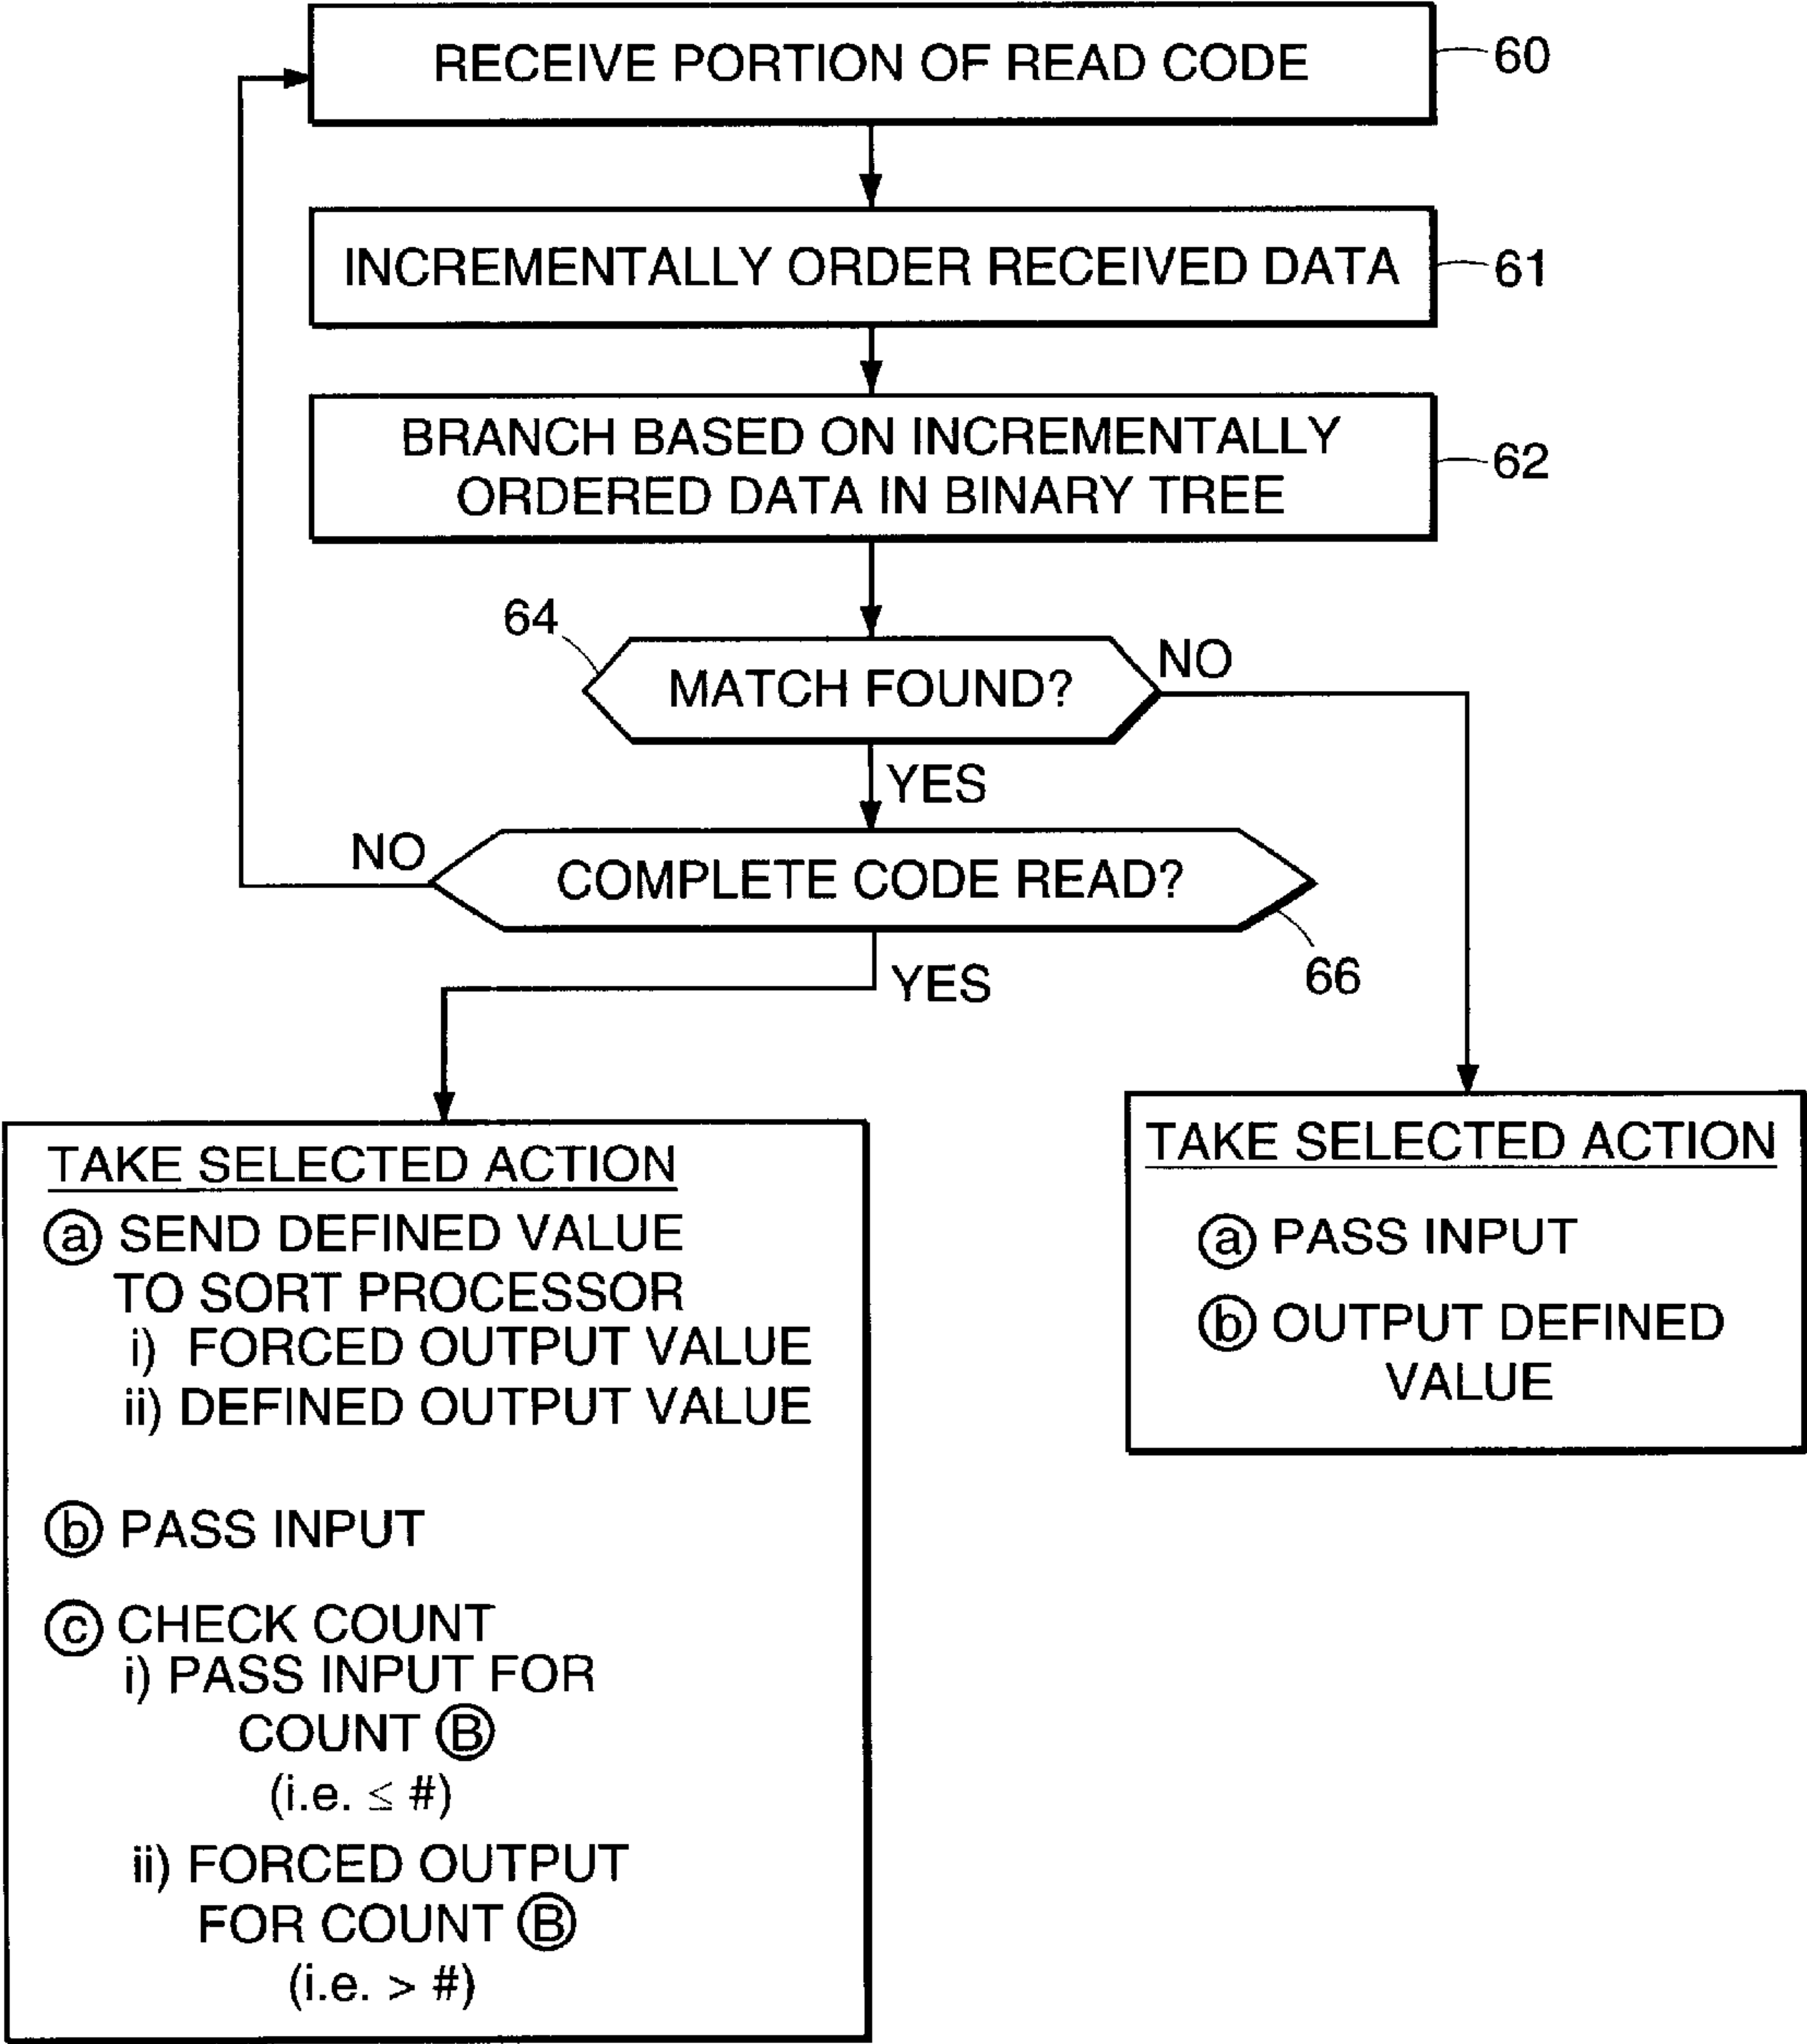 RECEIVE PORTION OF READ CODE
60
INCREMENTALLY ORDER RECEIVED DATA
61
BRANCH BASED ON INCREMENTALLY
ORDERED DATA IN BINARY TREE
62
64
MATCH FOUND?
NO
YES
NO
COMPLETE CODE READ?
66
YES
TAKE SELECTED ACTION
ⓐ SEND DEFINED VALUE
TO SORT PROCESSOR
i) FORCED OUTPUT VALUE
ii) DEFINED OUTPUT VALUE
ⓑ PASS INPUT
ⓒ CHECK COUNT
i) PASS INPUT FOR
COUNT Ⓑ
(i.e. ≤ #)
ii) FORCED OUTPUT
FOR COUNT Ⓑ
(i.e. > #)
TAKE SELECTED ACTION
ⓐ PASS INPUT
ⓑ OUTPUT DEFINED
VALUE